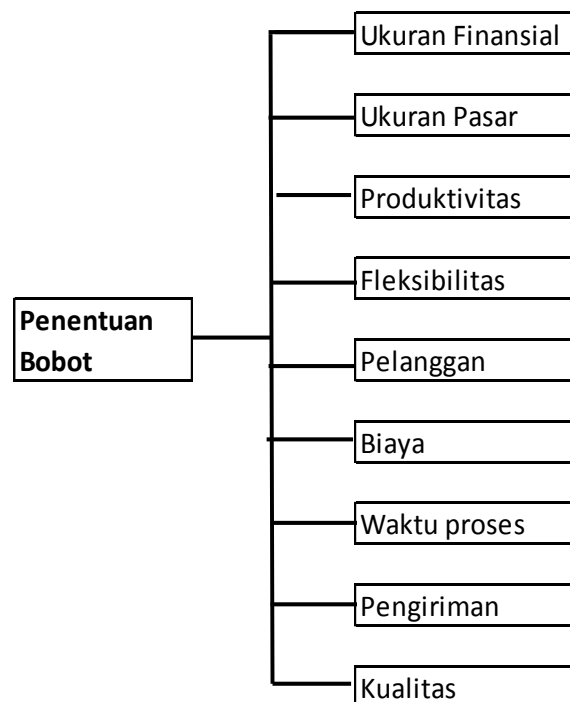 Ukuran Finansial
Ukuran Pasar
Produktivitas
Fleksibilitas
Penentuan
Bobot
Pelanggan
Biaya
Waktu proses
Pengiriman
Kualitas